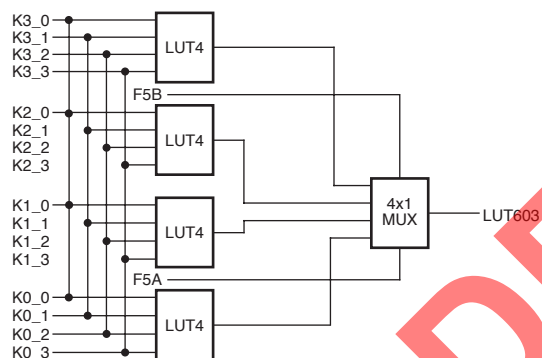 K3_0
K3_1
K3_2
K3_3
LUT4
F5B
K2_0
K2_1
K2_2
K2_3
LUT4
4x1
MUX
LUT603
K1_0
K1_1
K1_2
K1_3
LUT4
F5A
K0_0
K0_1
K0_2
K0_3
LUT4